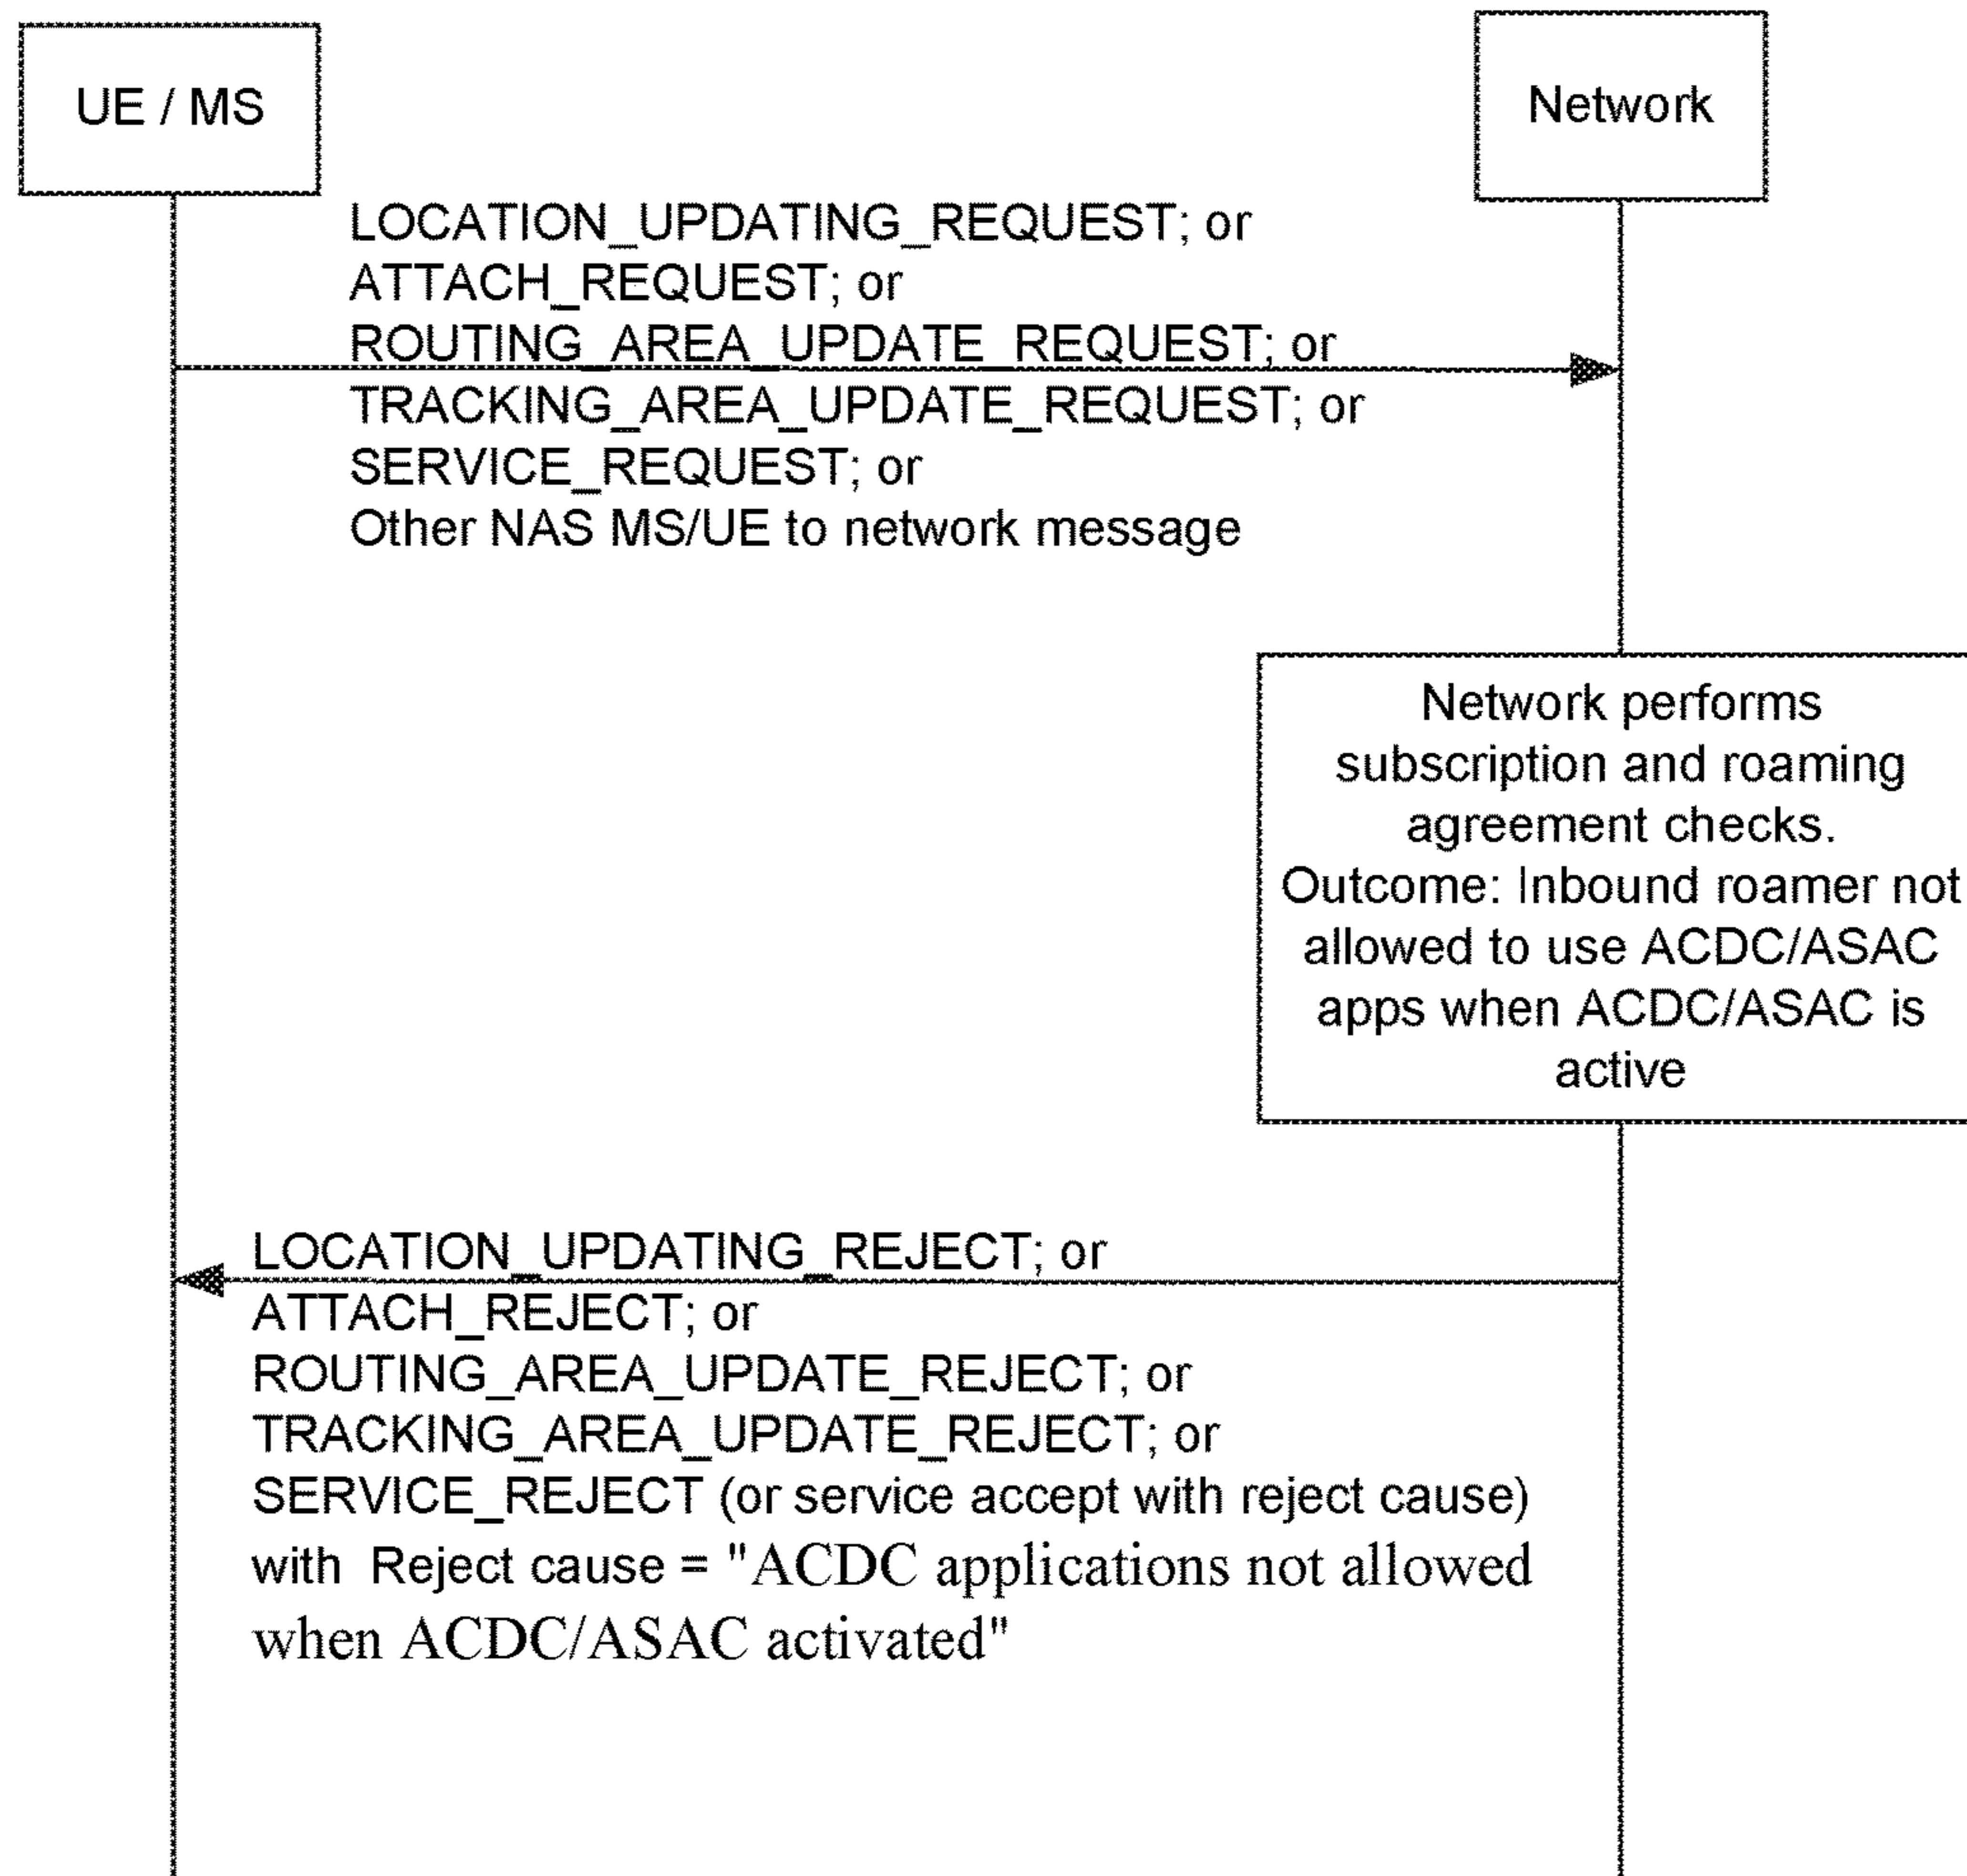 UE / MS
Network
LOCATION_UPDATING_REQUEST; or
ATTACH_REQUEST; or
ROUTING_AREA_UPDATE_REQUEST; or
TRACKING_AREA_UPDATE_REQUEST; or
SERVICE_REQUEST; or
Other NAS MS/UE to network message
Network performs
subscription and roaming
agreement checks.
Outcome: Inbound roamer not
allowed to use ACDC/ASAC
apps when ACDC/ASAC is
active
LOCATION_UPDATING_REJECT; or
ATTACH_REJECT; or
ROUTING_AREA_UPDATE_REJECT; or
TRACKING_AREA_UPDATE_REJECT; or
SERVICE_REJECT (or service accept with reject cause)
with Reject cause = "ACDC applications not allowed
when ACDC/ASAC activated"